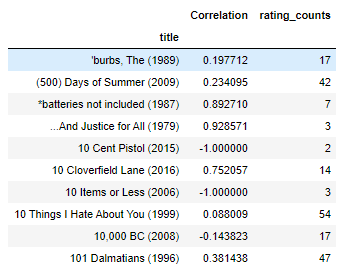 Correlation rating_counts
title
'burbs, The (1989) 0.197712 17
(500) Days of Summer (2009) 0.234095 42
*batteries not included (1987) 0.892710 7
...And Justice for All (1979) 0.928571 3
10 Cent Pistol (2015) -1.000000 2
10 Cloverfield Lane (2016) 0.752057 14
10 Items or Less (2006) -1.000000 3
10 Things I Hate About You (1999) 0.088009 54
10,000 BC (2008) -0.143823 17
101 Dalmatians (1996) 0.381438 47